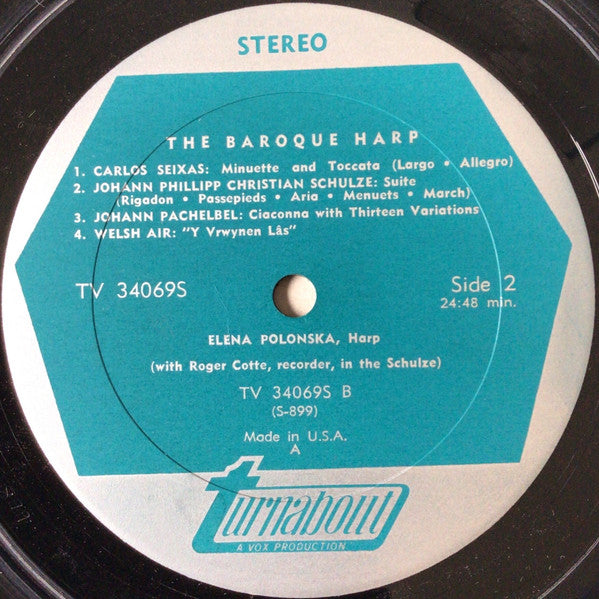 STEREO
THE BAROQUE HARP
1. CARLOS SEIXAS: Minuette and Toccata (Largo • Allegro)
2. JOHANN PHILLIPP CHRISTIAN SCHULZE: Suite
(Rigadon • Passepieds • Aria • Menuets • March)
3. JOHANN PACHELBEL: Ciaconna with Thirteen Variations
4. WELSH AIR: "Y Vrwynen Lâs"
TV 34069S
Side 2
24:48 min.
ELENA POLONSKA, Harp
(with Roger Cotte, recorder, in the Schulze)
TV 34069S B
(S-899)
Made in U.S.A.
A
turnabout
A VOX PRODUCTION